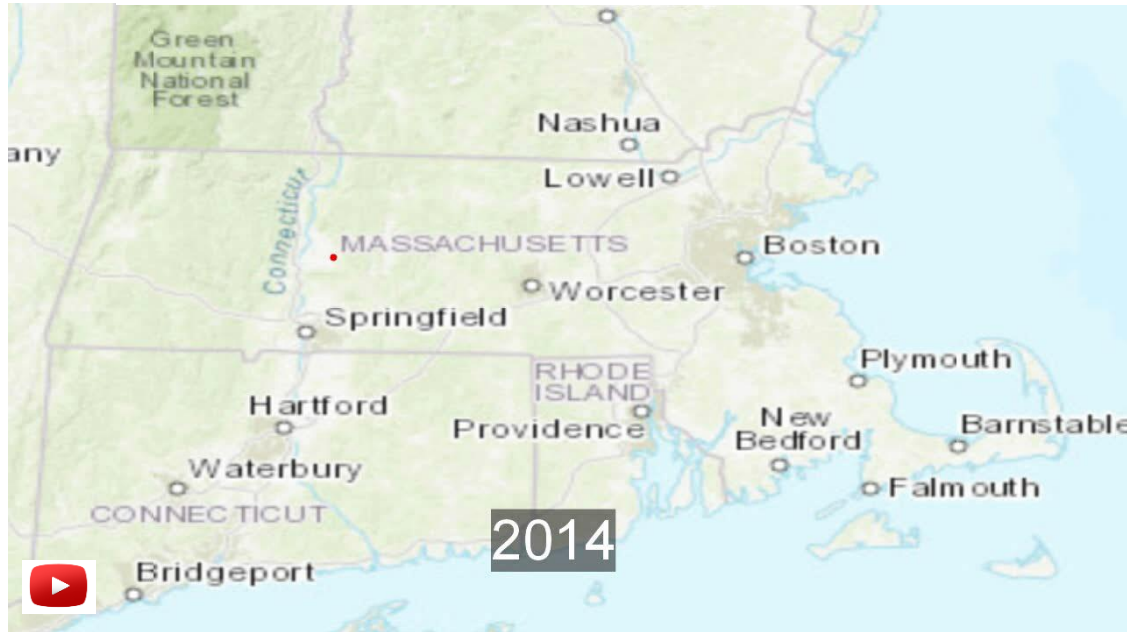 Green
Mountain
National
Forest
Nashua
any
Lowell
Connecticut
MASSACHUSETTS
Boston
Worcester
Springfield
Plymouth
RHODE
ISLAND
Hartford
New
Bedford
Providence
Barnstable
Waterbury
Falmouth
CONNECTICUT
2014
Bridgeport